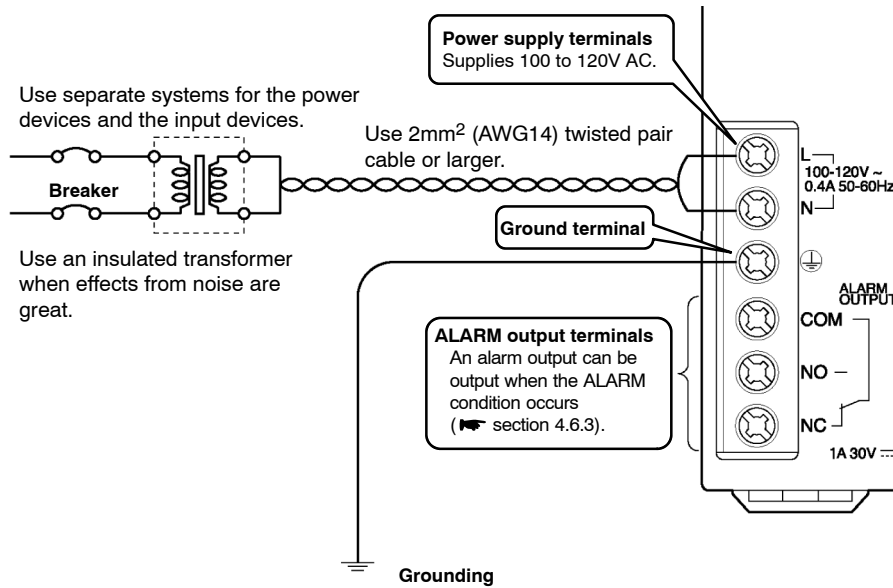 Power supply terminals
Supplies 100 to 120V AC.
Use separate systems for the power
devices and the input devices.
Use 2mm² (AWG14) twisted pair
cable or larger.
Breaker
L
100-120V ~
0.4A 50-60Hz
N
Ground terminal
Use an insulated transformer
when effects from noise are
great.
ALARM
OUTPUT
COM
ALARM output terminals
An alarm output can be
output when the ALARM
condition occurs
(☛ section 4.6.3).
NO
NC
1A 30V ⎓
Grounding